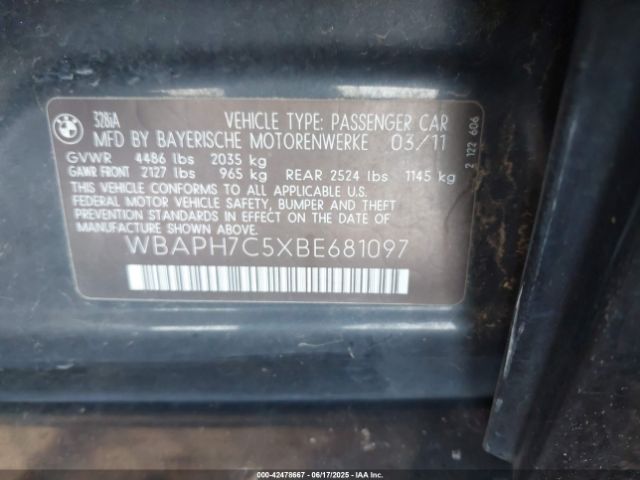 BMW
328iA
VEHICLE TYPE: PASSENGER CAR
MFD BY BAYERISCHE MOTORENWERKE 03/11
GVWR 4486 lbs 2035 kg
GAWR FRONT 2127 lbs 965 kg REAR 2524 lbs 1145 kg
THIS VEHICLE CONFORMS TO ALL APPLICABLE U.S.
FEDERAL MOTOR VEHICLE SAFETY, BUMPER AND THEFT
PREVENTION STANDARDS IN EFFECT ON THE DATE
OF MANUFACTURE SHOWN ABOVE.
WBAPH7C5XBE681097
2 122 606
000-42478667 - 06/17/2025 - © COPYRIGHT IAA, LLC